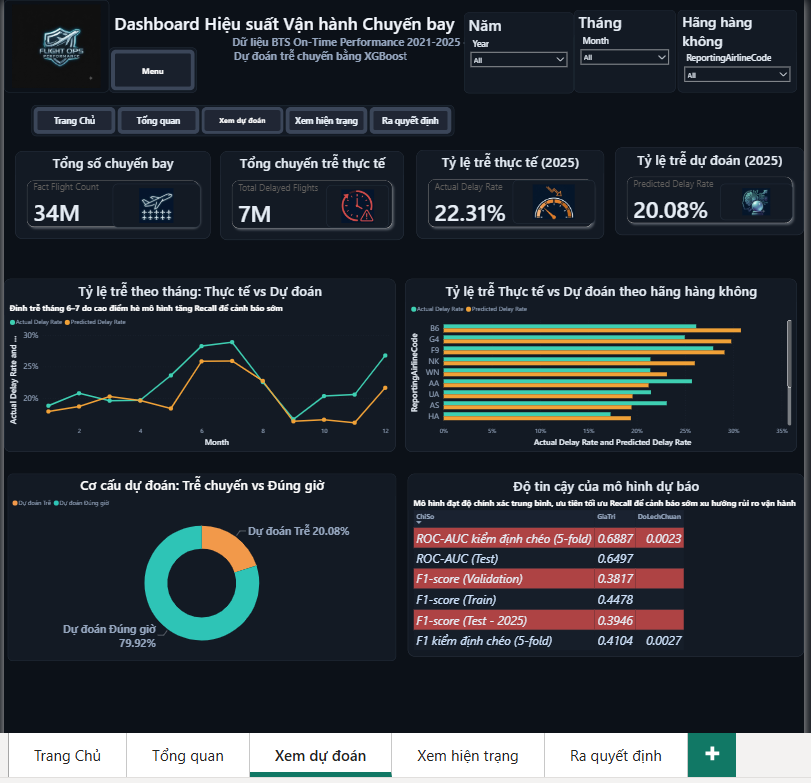 FLIGHT OPS
PERFORMANCE
Dashboard Hiệu suất Vận hành Chuyến bay
Dữ liệu BTS On-Time Performance 2021-2025
Dự đoán trễ chuyến bằng XGBoost
Menu
Năm
Year
All
Tháng
Month
All
Hãng hàng
không
ReportingAirlineCode
All
Trang Chủ
Tổng quan
Xem dự đoán
Xem hiện trạng
Ra quyết định
Tổng số chuyến bay
Fact Flight Count
34M
Tổng chuyến trễ thực tế
Total Delayed Flights
7M
Tỷ lệ trễ thực tế (2025)
Actual Delay Rate
22.31%
Tỷ lệ trễ dự đoán (2025)
Predicted Delay Rate
20.08%
Tỷ lệ trễ theo tháng: Thực tế vs Dự đoán
Đỉnh trễ tháng 6–7 do cao điểm hè mô hình tăng Recall để cảnh báo sớm
Actual Delay Rate Predicted Delay Rate
Actual Delay Rate and ...
30%
25%
20%
2 4 6 8 10 12
Month
Tỷ lệ trễ Thực tế vs Dự đoán theo hãng hàng không
Actual Delay Rate Predicted Delay Rate
ReportingAirlineCode
B6
G4
F9
NK
WN
AA
UA
AS
HA
0% 5% 10% 15% 20% 25% 30% 35%
Actual Delay Rate and Predicted Delay Rate
Cơ cấu dự đoán: Trễ chuyến vs Đúng giờ
Dự đoán Trễ Dự đoán Đúng giờ
Dự đoán Trễ 20.08%
Dự đoán Đúng giờ
79.92%
Độ tin cậy của mô hình dự báo
Mô hình đạt độ chính xác trung bình, ưu tiên tối ưu Recall để cảnh báo sớm xu hướng rủi ro vận hành
ChiSo GiaTri DoLechChuan
ROC-AUC kiểm định chéo (5-fold) 0.6887 0.0023
ROC-AUC (Test) 0.6497
F1-score (Validation) 0.3817
F1-score (Train) 0.4478
F1-score (Test - 2025) 0.3946
F1 kiểm định chéo (5-fold) 0.4104 0.0027
Trang Chủ
Tổng quan
Xem dự đoán
Xem hiện trạng
Ra quyết định
+